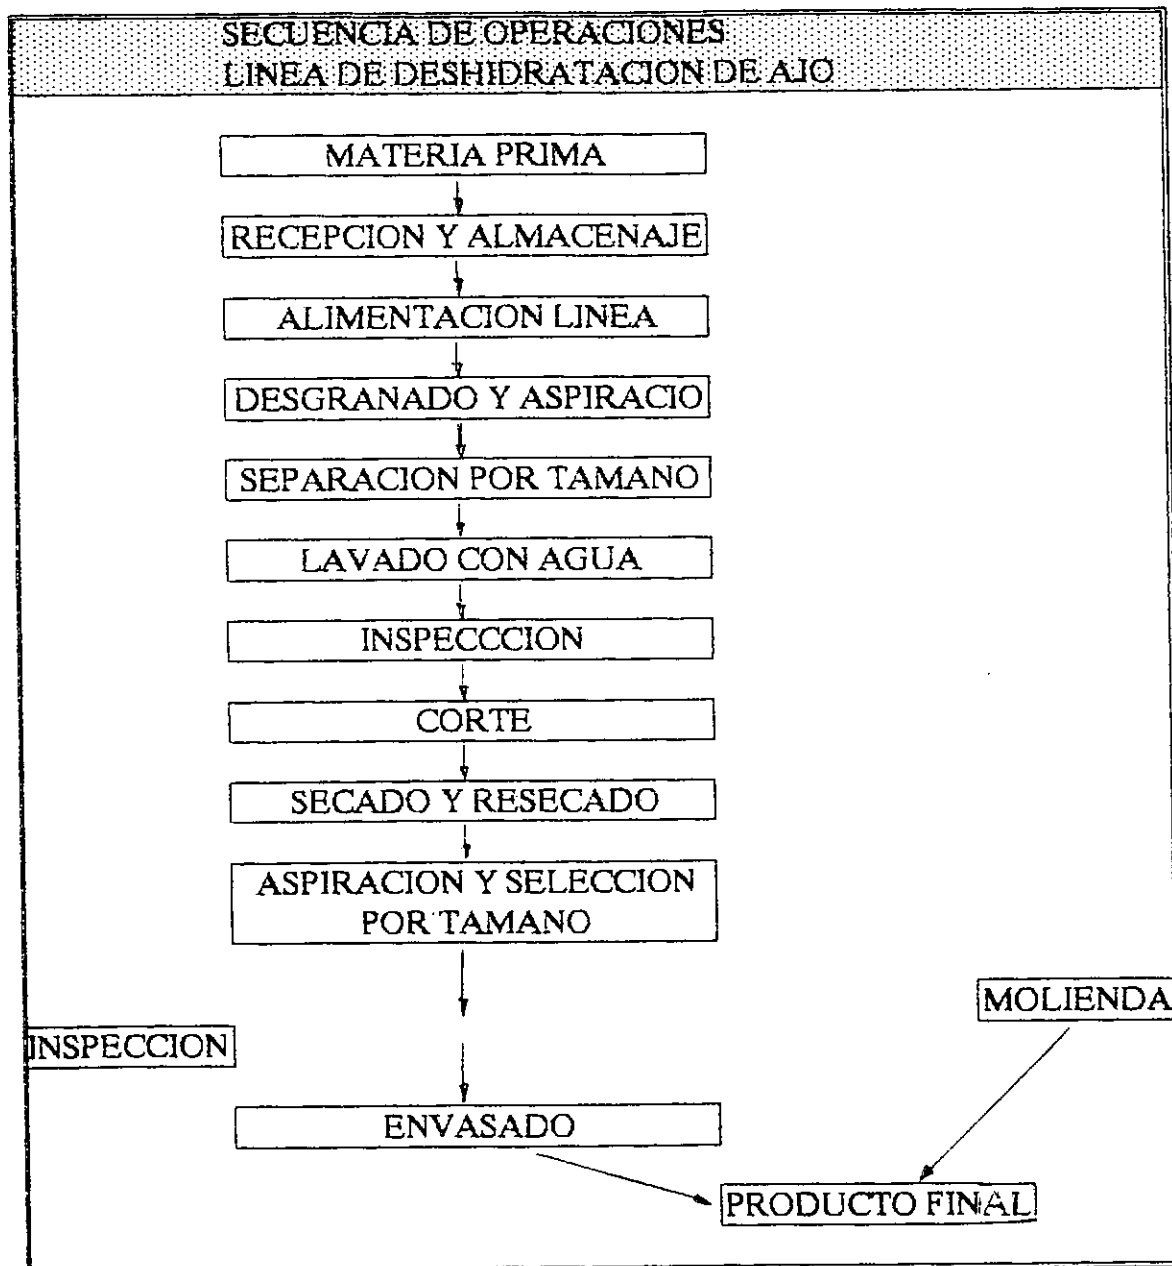 SECUENCIA DE OPERACIONES
LINEA DE DESHIDRATACION DE AJO
MATERIA PRIMA
RECEPCION Y ALMACENAJE
ALIMENTACION LINEA
DESGRANADO Y ASPIRACIO
SEPARACION POR TAMANO
LAVADO CON AGUA
INSPECCCION
CORTE
SECADO Y RESECADO
ASPIRACION Y SELECCION
POR TAMANO
MOLIENDA
INSPECCION
ENVASADO
PRODUCTO FINAL